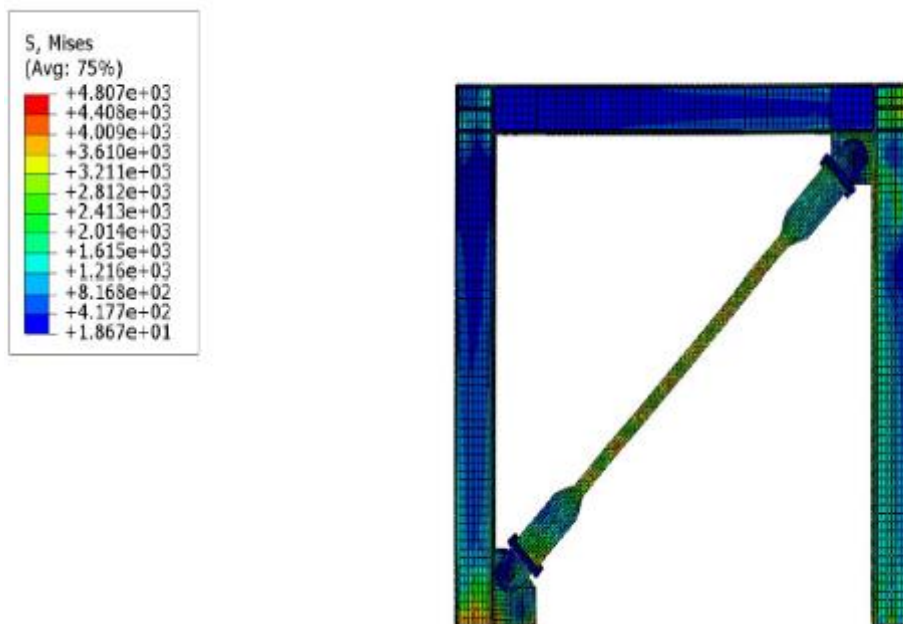 S, Mises
(Avg: 75%)
+4.807e+03
+4.408e+03
+4.009e+03
+3.610e+03
+3.211e+03
+2.812e+03
+2.413e+03
+2.014e+03
+1.615e+03
+1.216e+03
+8.168e+02
+4.177e+02
+1.867e+01